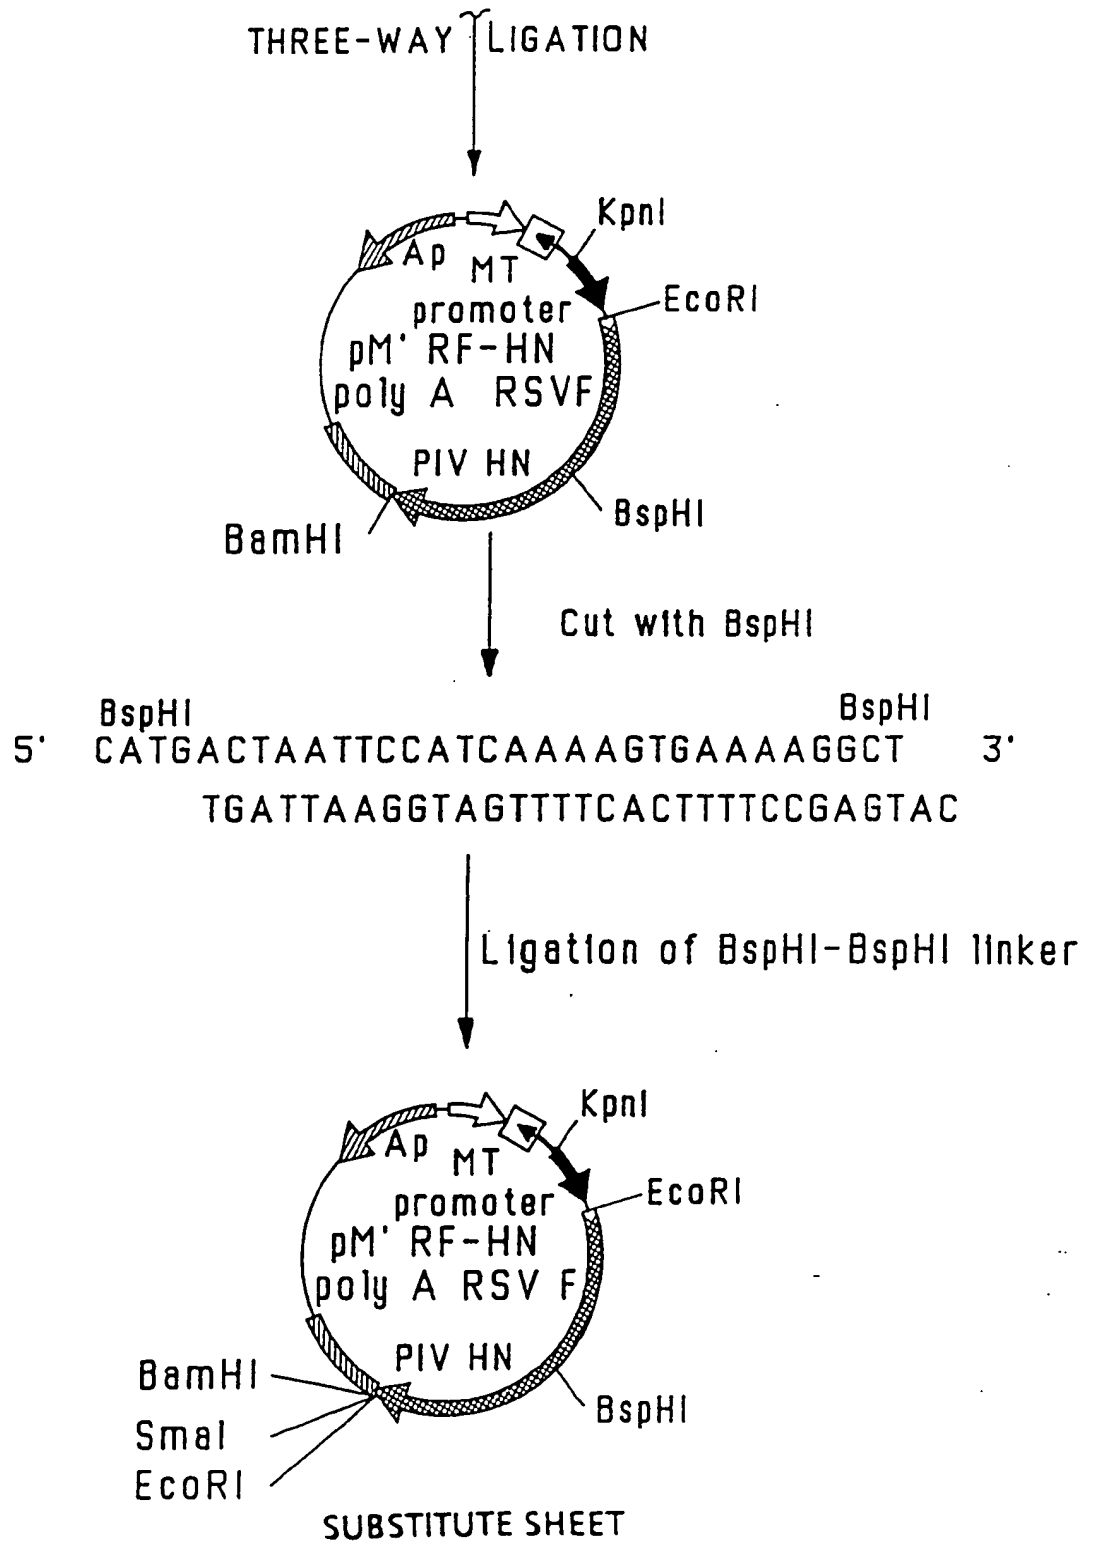 THREE-WAY LIGATION
KpnI
Ap
MT
EcoRI
promoter
pM' RF-HN
poly A RSVF
PIV HN
BspHI
BamHI
Cut with BspHI
BspHI BspHI
5' CATGACTAATTCCATCAAAAGTGAAAAGGCT 3'
TGATTAAGGTAGTTTTCACTTTTCCGAGTAC
Ligation of BspHI-BspHI linker
KpnI
Ap
MT
EcoRI
promoter
pM' RF-HN
poly A RSV F
PIV HN
BamHI
BspHI
SmaI
EcoRI
SUBSTITUTE SHEET